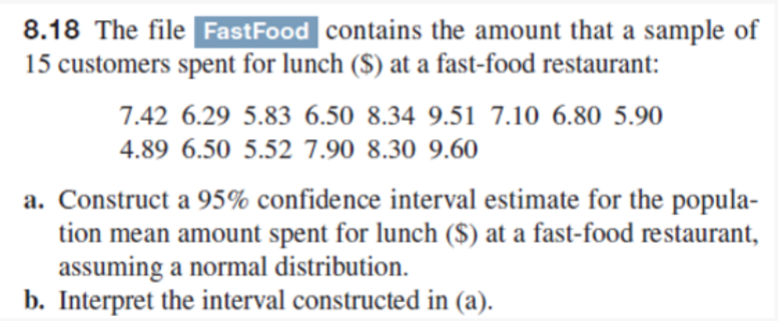 8.18 The file FastFood contains the amount that a sample of
15 customers spent for lunch ($) at a fast-food restaurant:
7.42 6.29 5.83 6.50 8.34 9.51 7.10 6.80 5.90
4.89 6.50 5.52 7.90 8.30 9.60
a. Construct a 95% confidence interval estimate for the popula-
tion mean amount spent for lunch ($) at a fast-food restaurant,
assuming a normal distribution.
b. Interpret the interval constructed in (a).